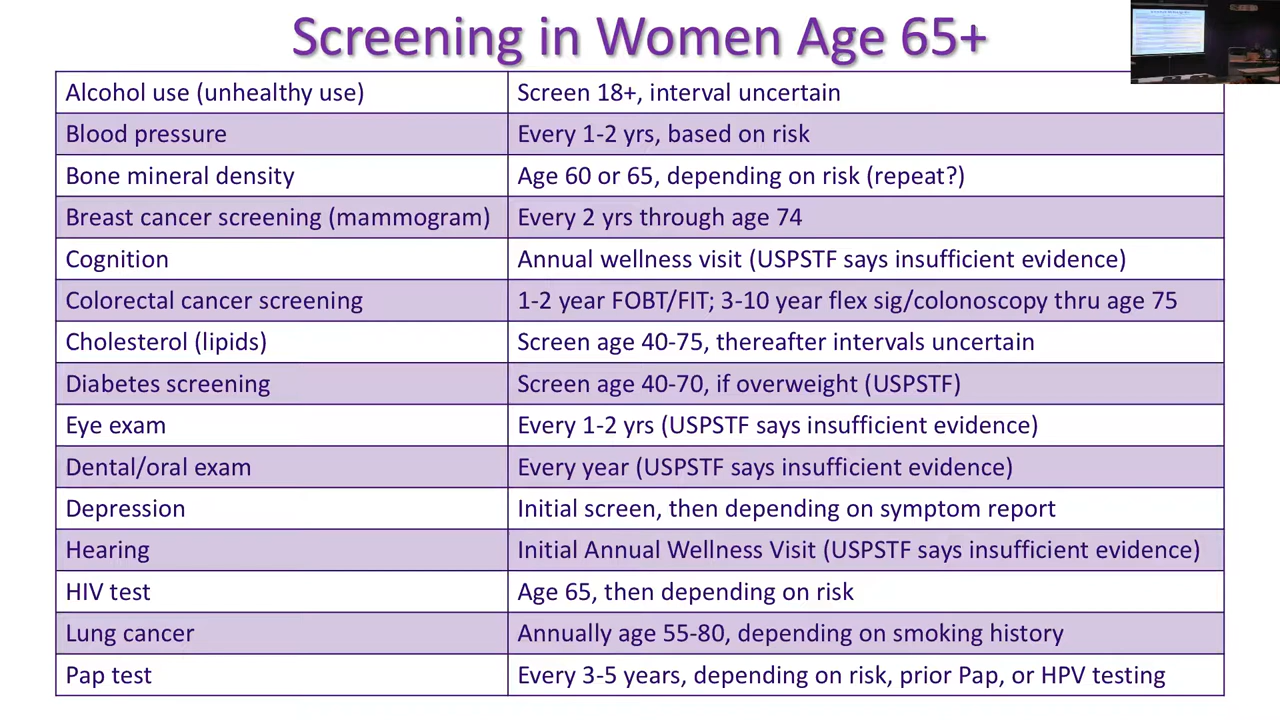 Screening in Women Age 65+
Alcohol use (unhealthy use) Screen 18+, interval uncertain
Blood pressure Every 1-2 yrs, based on risk
Bone mineral density Age 60 or 65, depending on risk (repeat?)
Breast cancer screening (mammogram) Every 2 yrs through age 74
Cognition Annual wellness visit (USPSTF says insufficient evidence)
Colorectal cancer screening 1-2 year FOBT/FIT; 3-10 year flex sig/colonoscopy thru age 75
Cholesterol (lipids) Screen age 40-75, thereafter intervals uncertain
Diabetes screening Screen age 40-70, if overweight (USPSTF)
Eye exam Every 1-2 yrs (USPSTF says insufficient evidence)
Dental/oral exam Every year (USPSTF says insufficient evidence)
Depression Initial screen, then depending on symptom report
Hearing Initial Annual Wellness Visit (USPSTF says insufficient evidence)
HIV test Age 65, then depending on risk
Lung cancer Annually age 55-80, depending on smoking history
Pap test Every 3-5 years, depending on risk, prior Pap, or HPV testing